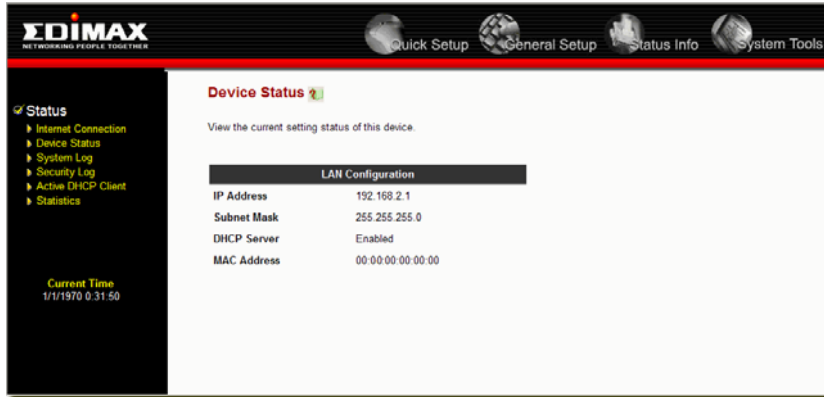 EDIMAX
NETWORKING PEOPLE TOGETHER
Quick Setup
General Setup
Status Info
System Tools
Status
Internet Connection
Device Status
System Log
Security Log
Active DHCP Client
Statistics
Current Time
1/1/1970 0:31:50
Device Status
View the current setting status of this device.
LAN Configuration
IP Address 192.168.2.1
Subnet Mask 255.255.255.0
DHCP Server Enabled
MAC Address 00:00:00:00:00:00